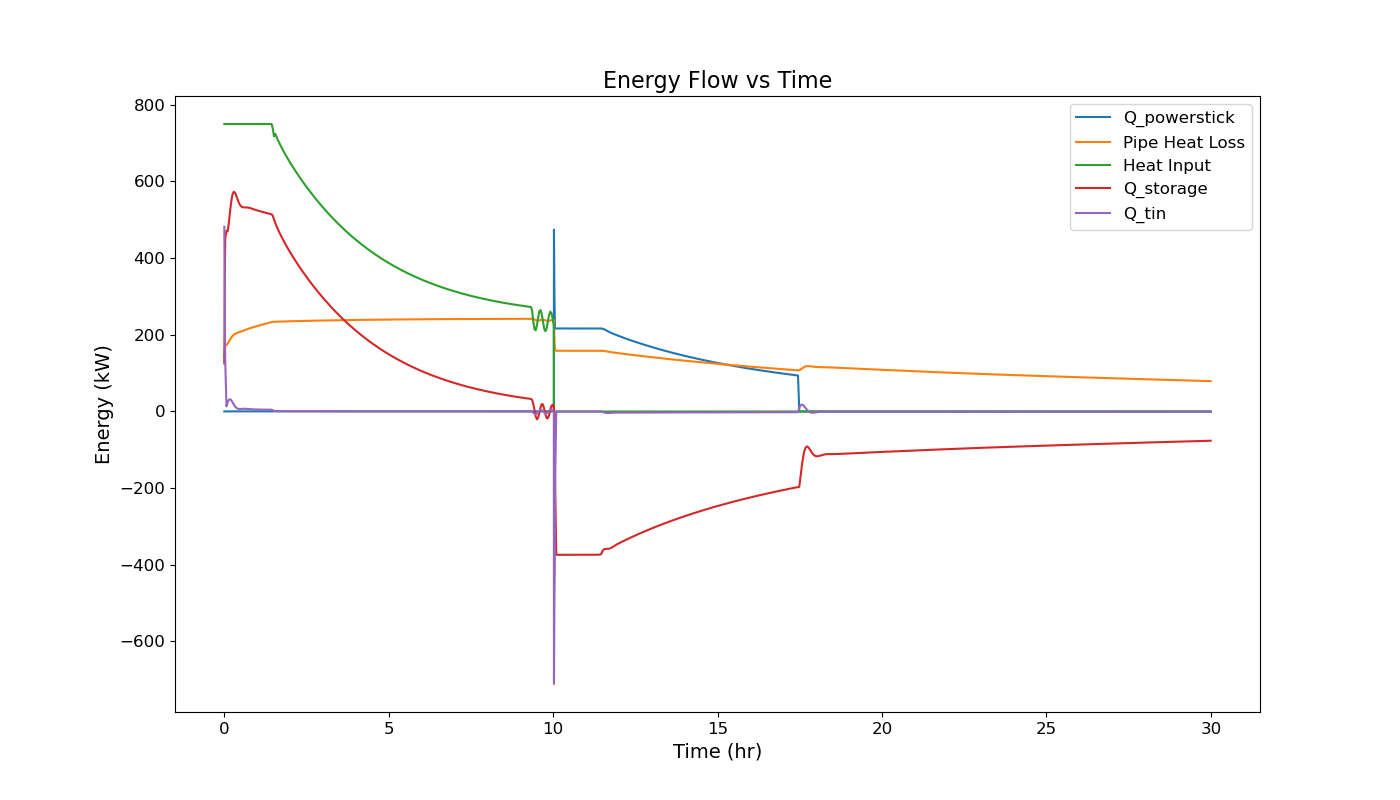 Energy Flow vs Time
800
600
400
200
0
−200
−400
−600
Energy (kW)
Q_powerstick
Pipe Heat Loss
Heat Input
Q_storage
Q_tin
0 5 10 15 20 25 30
Time (hr)